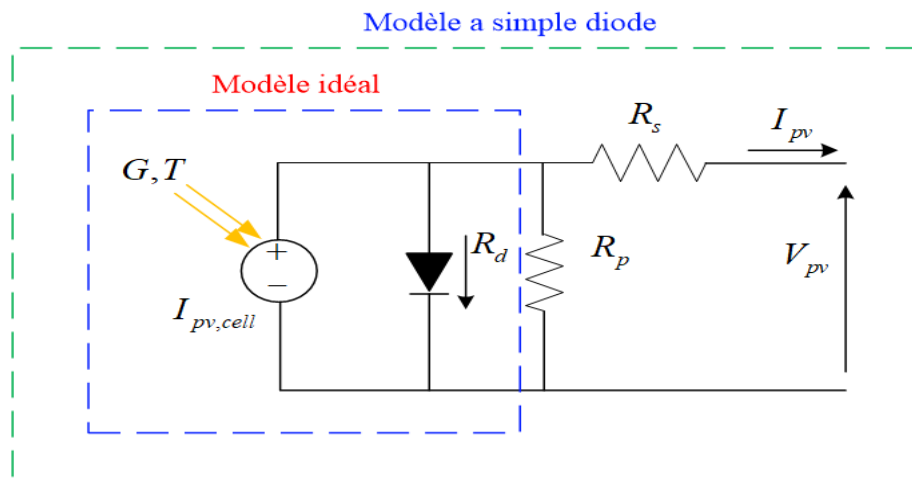 Modèle a simple diode
Modèle idéal
R_s
I_pv
G,T
+
R_d
R_p
V_pv
−
I_pv,cell